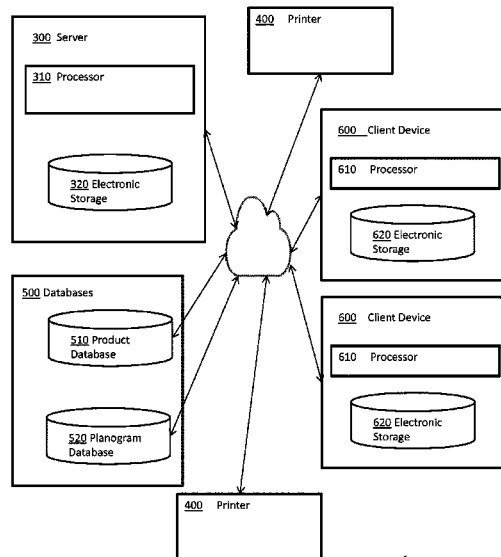 300 Server
310 Processor
320 Electronic
Storage
400 Printer
600 Client Device
610 Processor
620 Electronic
Storage
500 Databases
510 Product
Database
520 Planogram
Database
600 Client Device
610 Processor
620 Electronic
Storage
400 Printer